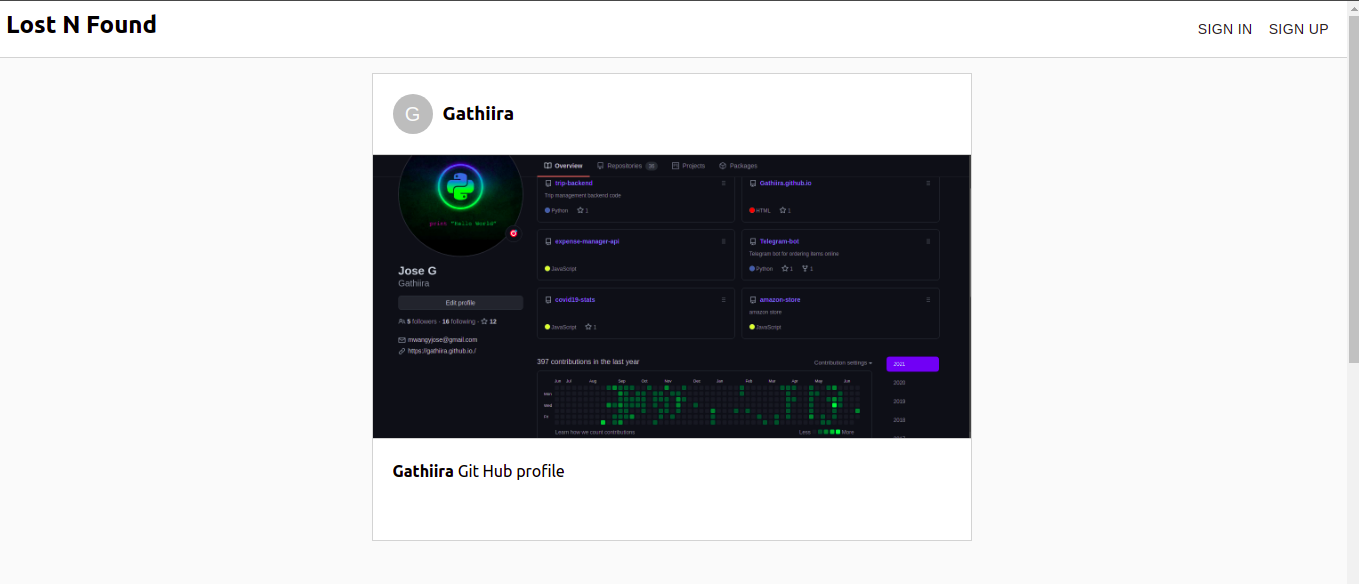 Lost N Found
SIGN IN SIGN UP
G Gathiira
Overview Repositories 38 Projects Packages
print "Hello World"
Jose G
Gathiira
Edit profile
5 followers · 16 following · 12
mwangyjose@gmail.com
https://gathiira.github.io./
trip-backend
Trip management backend code
Python 1
Gathiira.github.io
HTML 1
expense-manager-api
JavaScript
Telegram-bot
Telegram bot for ordering items online
Python 1 1
covid19-stats
JavaScript 1
amazon-store
amazon store
JavaScript
397 contributions in the last year
Contribution settings
Jun Jul Aug Sep Oct Nov Dec Jan Feb Mar Apr May Jun
Mon
Wed
Fri
Learn how we count contributions
Less More
2021
2020
2019
2018
Gathiira Git Hub profile